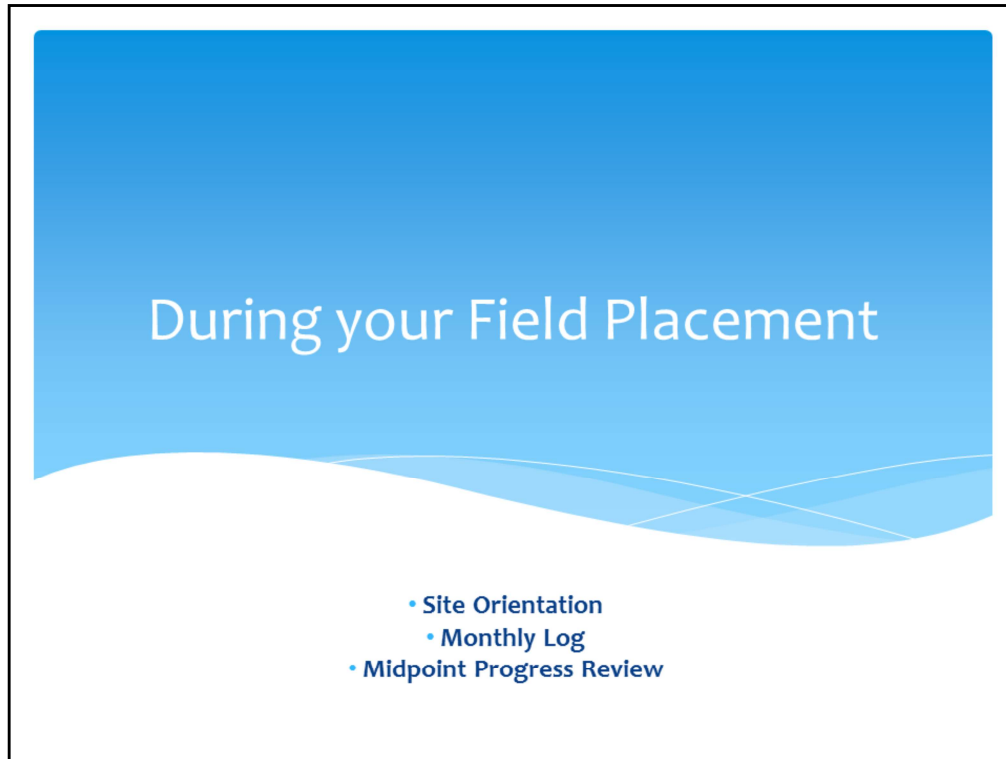 During your Field Placement
• Site Orientation
• Monthly Log
• Midpoint Progress Review